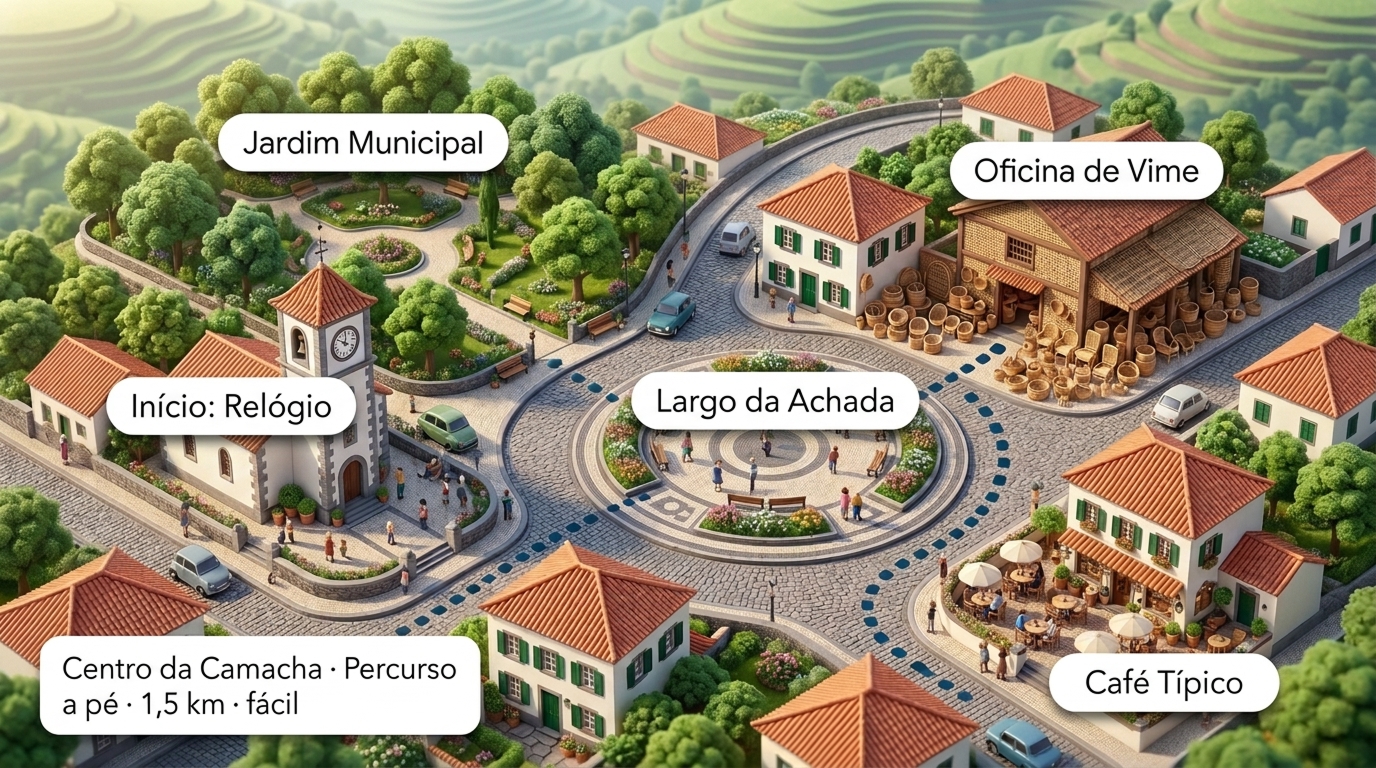 Jardim Municipal
Oficina de Vime
Início: Relógio
Largo da Achada
Centro da Camacha · Percurso
a pé · 1,5 km · fácil
Café Típico